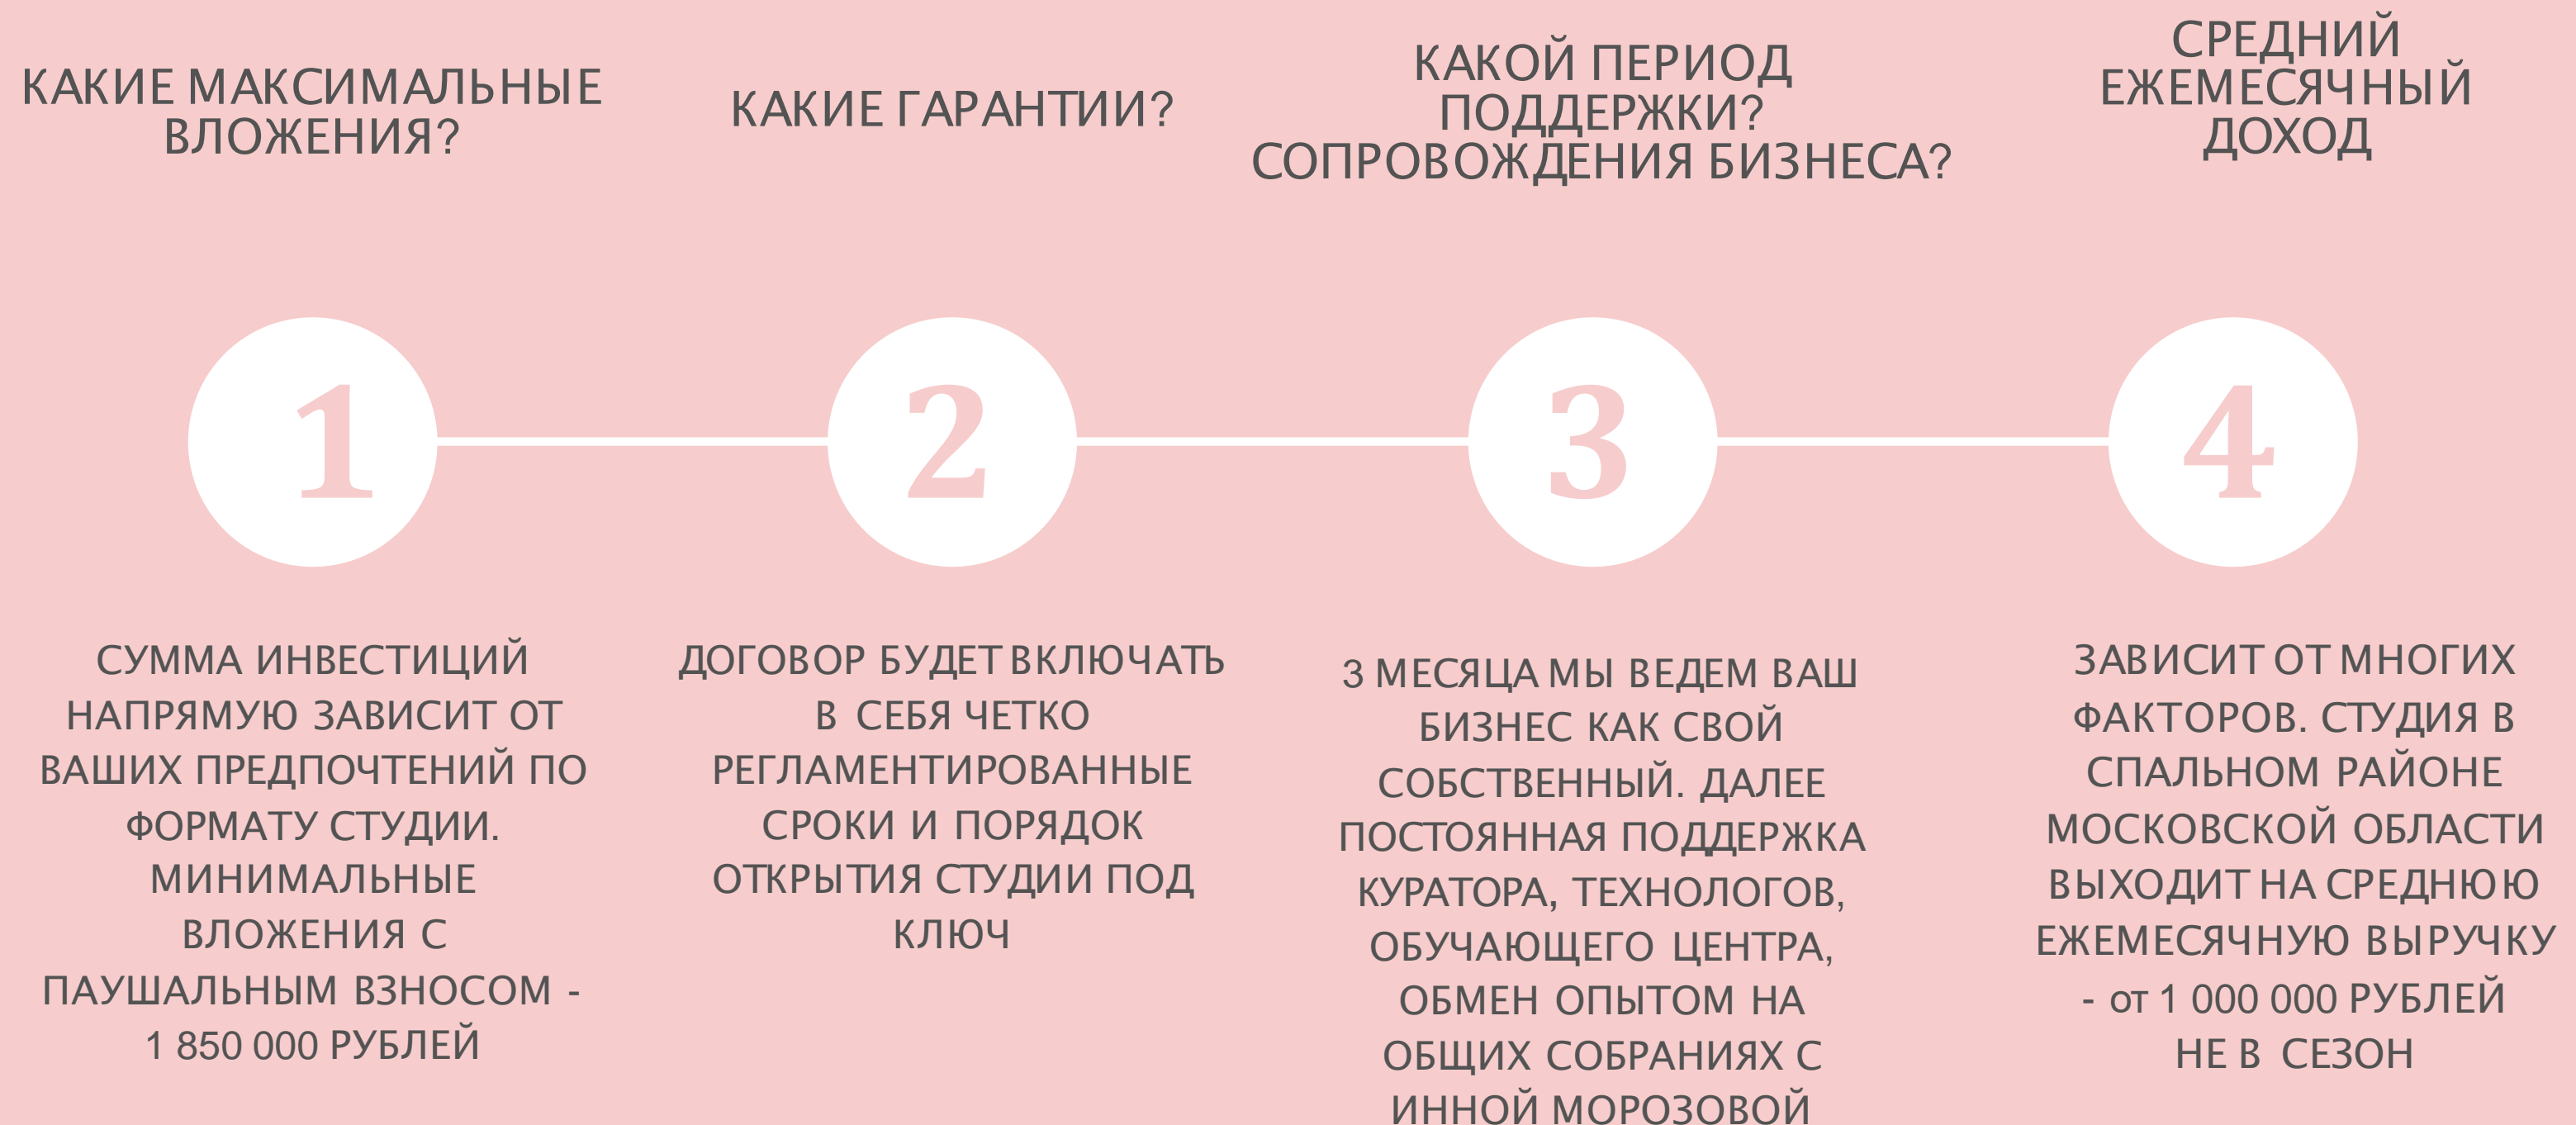 КАКИЕ МАКСИМАЛЬНЫЕ
ВЛОЖЕНИЯ?
КАКИЕ ГАРАНТИИ?
КАКОЙ ПЕРИОД
ПОДДЕРЖКИ?
СОПРОВОЖДЕНИЯ БИЗНЕСА?
СРЕДНИЙ
ЕЖЕМЕСЯЧНЫЙ
ДОХОД
1
2
3
4
СУММА ИНВЕСТИЦИЙ
НАПРЯМУЮ ЗАВИСИТ ОТ
ВАШИХ ПРЕДПОЧТЕНИЙ ПО
ФОРМАТУ СТУДИИ.
МИНИМАЛЬНЫЕ
ВЛОЖЕНИЯ С
ПАУШАЛЬНЫМ ВЗНОСОМ -
1 850 000 РУБЛЕЙ
ДОГОВОР БУДЕТ ВКЛЮЧАТЬ
В СЕБЯ ЧЕТКО
РЕГЛАМЕНТИРОВАННЫЕ
СРОКИ И ПОРЯДОК
ОТКРЫТИЯ СТУДИИ ПОД
КЛЮЧ
3 МЕСЯЦА МЫ ВЕДЕМ ВАШ
БИЗНЕС КАК СВОЙ
СОБСТВЕННЫЙ. ДАЛЕЕ
ПОСТОЯННАЯ ПОДДЕРЖКА
КУРАТОРА, ТЕХНОЛОГОВ,
ОБУЧАЮЩЕГО ЦЕНТРА,
ОБМЕН ОПЫТОМ НА
ОБЩИХ СОБРАНИЯХ С
ИННОЙ МОРОЗОВОЙ
ЗАВИСИТ ОТ МНОГИХ
ФАКТОРОВ. СТУДИЯ В
СПАЛЬНОМ РАЙОНЕ
МОСКОВСКОЙ ОБЛАСТИ
ВЫХОДИТ НА СРЕДНЮЮ
ЕЖЕМЕСЯЧНУЮ ВЫРУЧКУ
- от 1 000 000 РУБЛЕЙ
НЕ В СЕЗОН